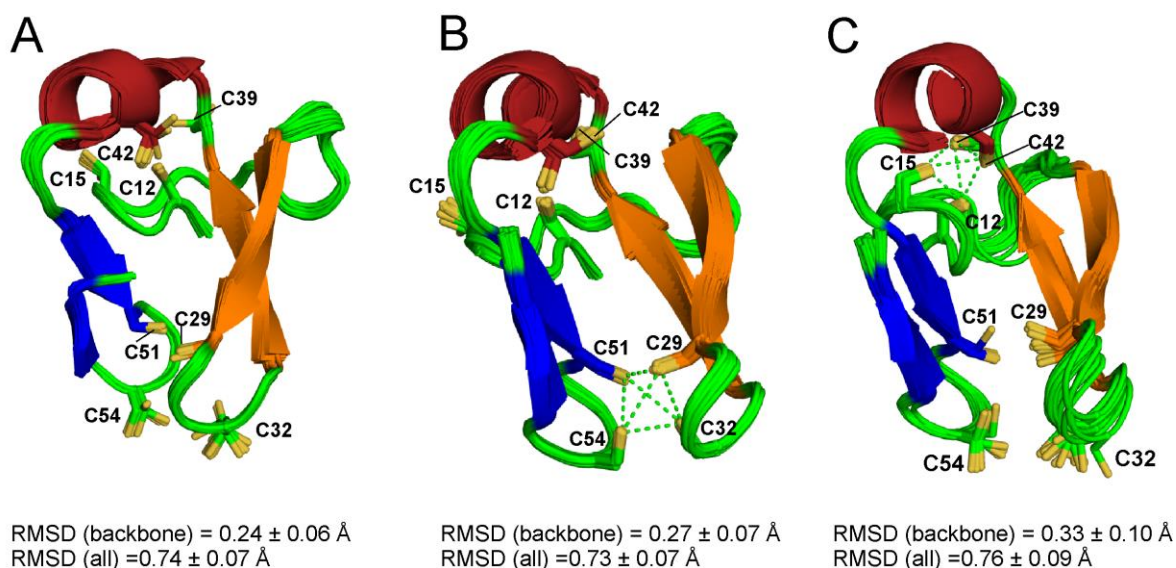 A
B
C
C39
C42
C15
C12
C51
C29
C54
C32
C42
C39
C15
C12
C51
C29
C54
C32
C39
C42
C15
C12
C51
C29
C54
C32
RMSD (backbone) = 0.24 ± 0.06 Å
RMSD (all) =0.74 ± 0.07 Å
RMSD (backbone) = 0.27 ± 0.07 Å
RMSD (all) =0.73 ± 0.07 Å
RMSD (backbone) = 0.33 ± 0.10 Å
RMSD (all) =0.76 ± 0.09 Å